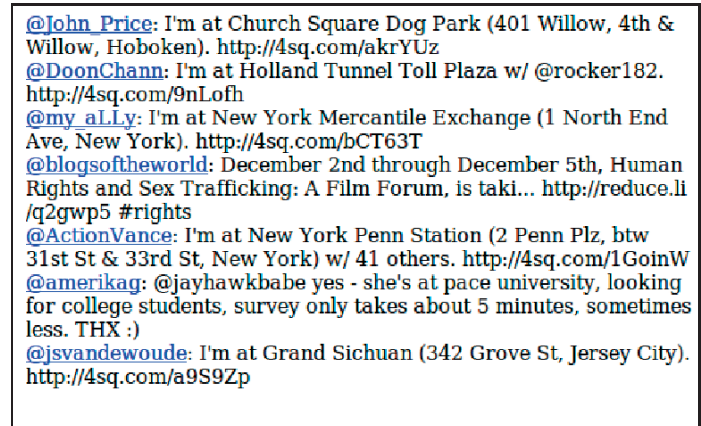 @John_Price: I'm at Church Square Dog Park (401 Willow, 4th &
Willow, Hoboken). http://4sq.com/akrYUz
@DoonChann: I'm at Holland Tunnel Toll Plaza w/ @rocker182.
http://4sq.com/9nLofh
@my_aLLy: I'm at New York Mercantile Exchange (1 North End
Ave, New York). http://4sq.com/bCT63T
@blogsoftheworld: December 2nd through December 5th, Human
Rights and Sex Trafficking: A Film Forum, is taki... http://reduce.li
/q2gwp5 #rights
@ActionVance: I'm at New York Penn Station (2 Penn Plz, btw
31st St & 33rd St, New York) w/ 41 others. http://4sq.com/1GoinW
@amerikag: @jayhawkbabe yes - she's at pace university, looking
for college students, survey only takes about 5 minutes, sometimes
less. THX :)
@jsvandewoude: I'm at Grand Sichuan (342 Grove St, Jersey City).
http://4sq.com/a9S9Zp